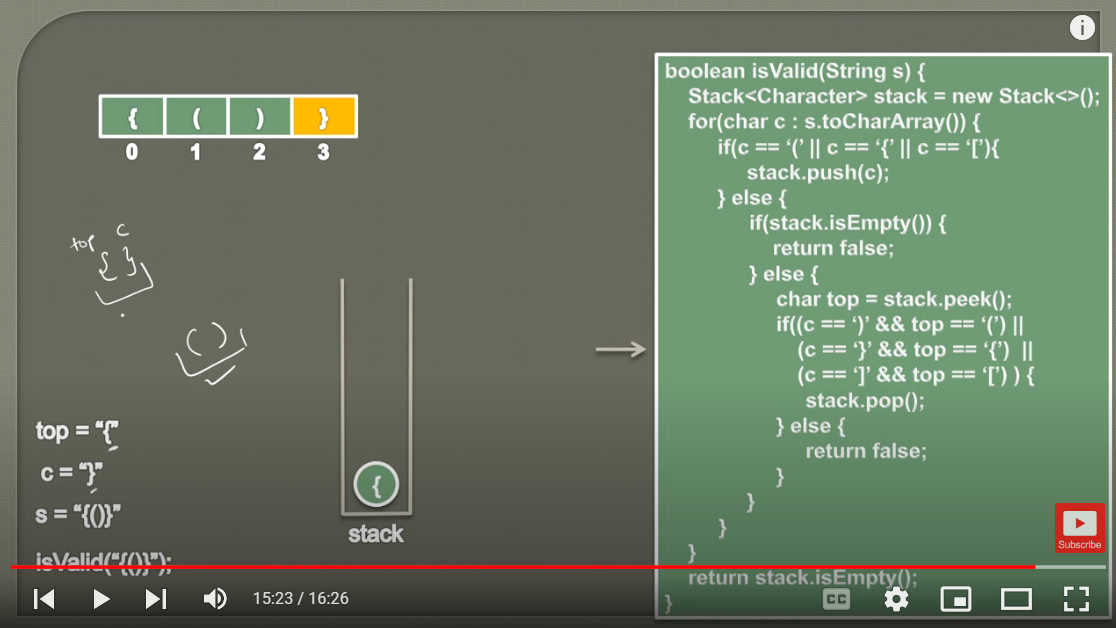 { ( ) }
0 1 2 3
top c
{ }
( )
top = “{”
c = “}”
s = “{()}”
isValid(“{()}”);
{
stack
boolean isValid(String s) {
Stack<Character> stack = new Stack<>();
for(char c : s.toCharArray()) {
if(c == ‘(’ || c == ‘{’ || c == ‘[’){
stack.push(c);
} else {
if(stack.isEmpty()) {
return false;
} else {
char top = stack.peek();
if((c == ‘)’ && top == ‘(’) ||
(c == ‘}’ && top == ‘{’) ||
(c == ‘]’ && top == ‘[’) ) {
stack.pop();
} else {
return false;
}
}
}
}
return stack.isEmpty();
}
i
Subscribe
15:23 / 16:26
CC